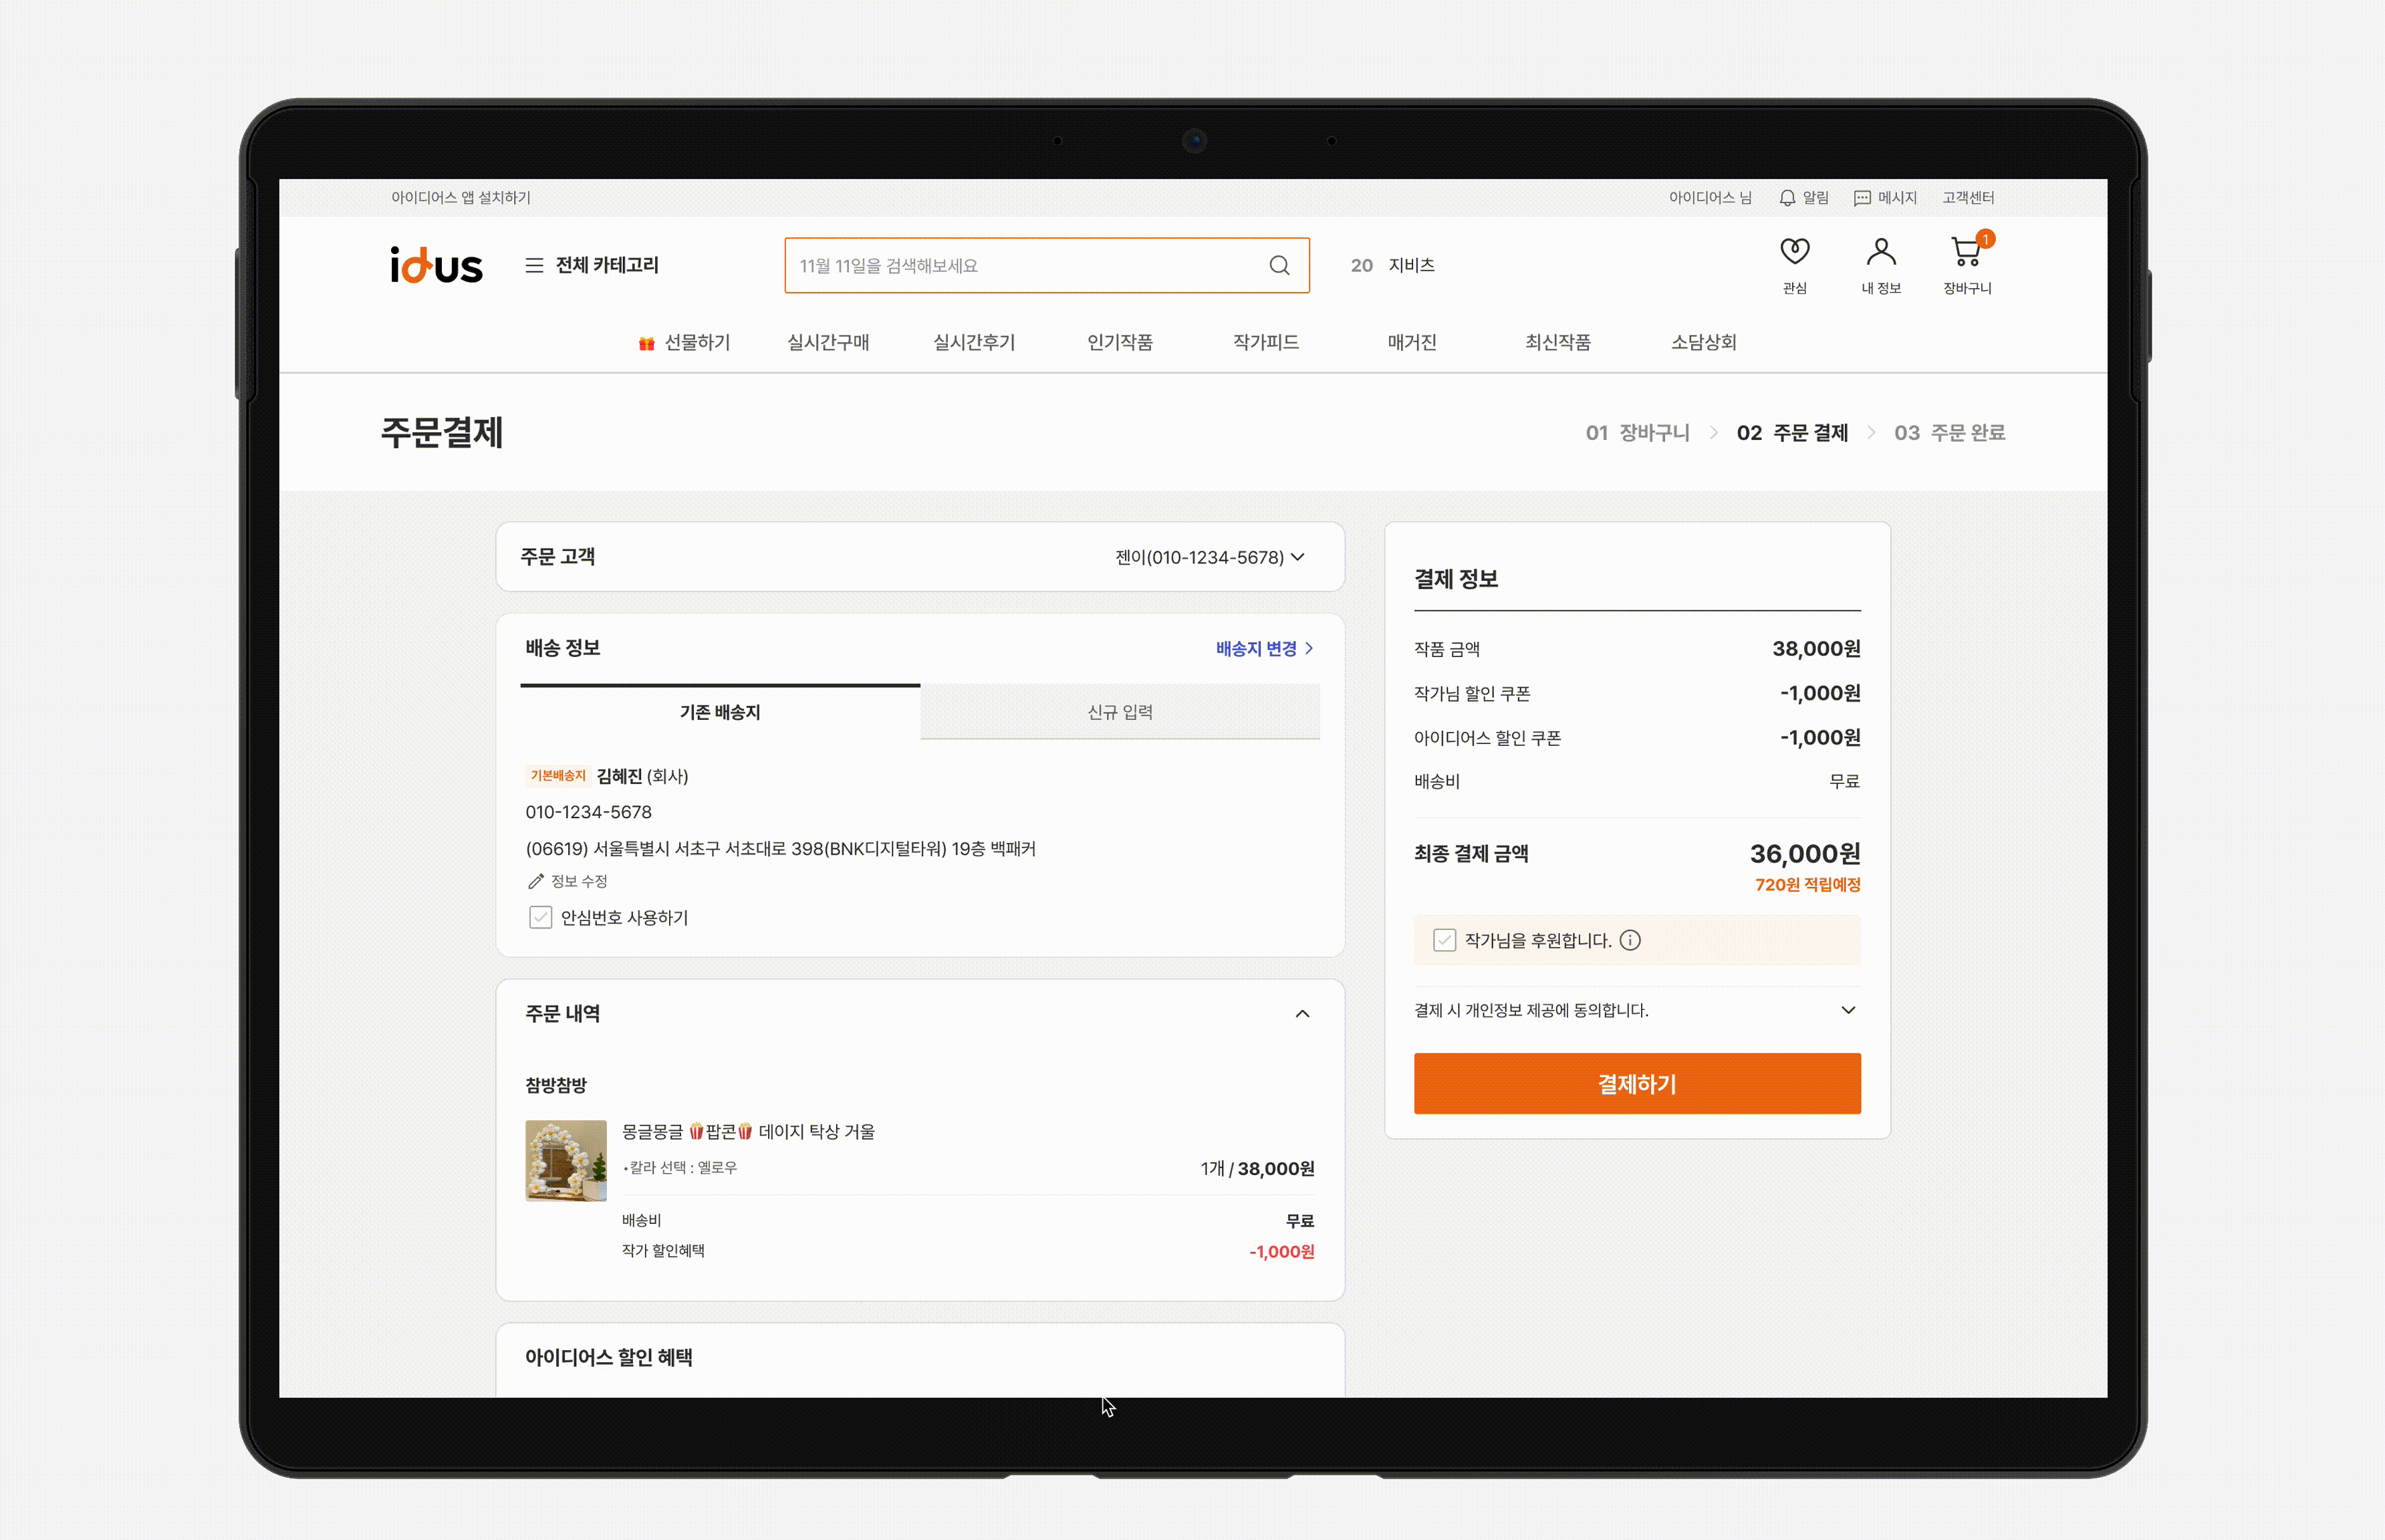 아이디어스 앱 설치하기
아이디어스 님 알림 메시지 고객센터
idus 전체 카테고리 11월 11일을 검색해보세요 20 지비츠
관심 내 정보 장바구니 1
선물하기 실시간구매 실시간후기 인기작품 작가피드 매거진 최신작품 소담상회
주문결제
01 장바구니 02 주문 결제 03 주문 완료
주문 고객 젠이(010-1234-5678)
배송 정보 배송지 변경
기존 배송지 신규 입력
기본배송지 김혜진 (회사)
010-1234-5678
(06619) 서울특별시 서초구 서초대로 398(BNK디지털타워) 19층 백패커
정보 수정
안심번호 사용하기
주문 내역
참방참방
몽글몽글 🍿팝콘🍿 데이지 탁상 거울
•칼라 선택 : 옐로우
1개 / 38,000원
배송비 무료
작가 할인혜택 -1,000원
아이디어스 할인 혜택
결제 정보
작품 금액 38,000원
작가님 할인 쿠폰 -1,000원
아이디어스 할인 쿠폰 -1,000원
배송비 무료
최종 결제 금액 36,000원
720원 적립예정
작가님을 후원합니다.
결제 시 개인정보 제공에 동의합니다.
결제하기